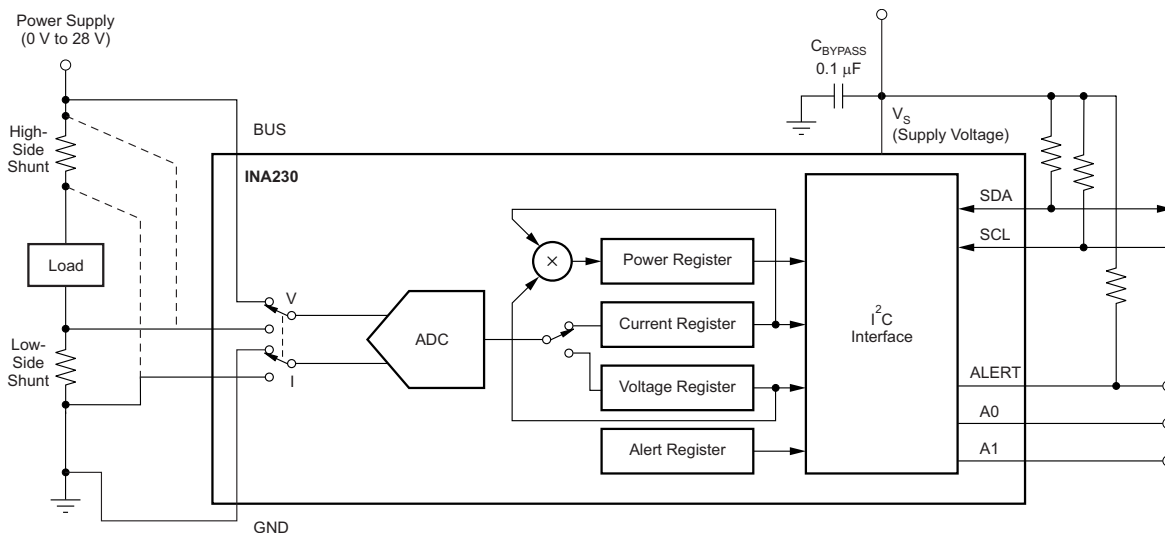 Power Supply
(0 V to 28 V)
C_BYPASS
0.1 μF
V_S
(Supply Voltage)
High-
Side
Shunt
BUS
INA230
SDA
SCL
Load
V
×
Power Register
ADC
Current Register
I²C
Interface
Low-
Side
Shunt
I
Voltage Register
ALERT
A0
Alert Register
A1
GND